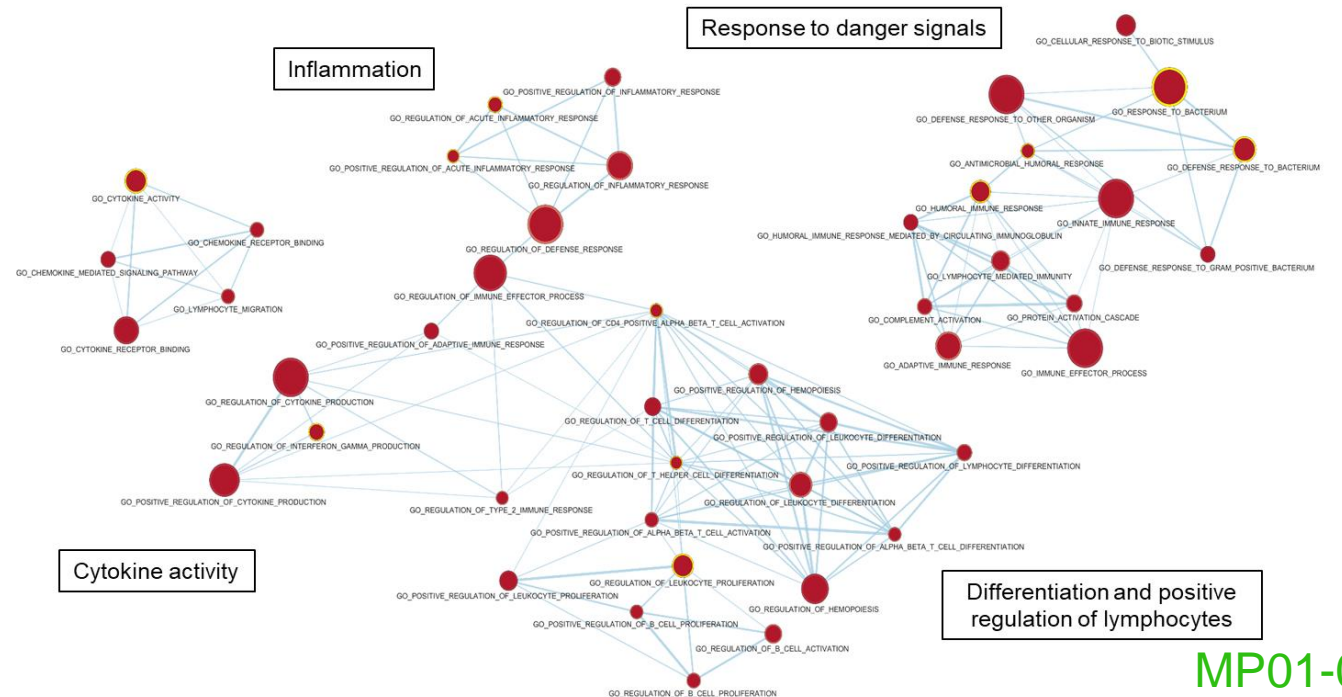 Response to danger signals
GO_CELLULAR_RESPONSE_TO_BIOTIC_STIMULUS
Inflammation
GO_POSITIVE_REGULATION_OF_INFLAMMATORY_RESPONSE
GO_REGULATION_OF_ACUTE_INFLAMMATORY_RESPONSE
GO_POSITIVE_REGULATION_OF_ACUTE_INFLAMMATORY_RESPONSE
GO_REGULATION_OF_INFLAMMATORY_RESPONSE
GO_REGULATION_OF_DEFENSE_RESPONSE
GO_DEFENSE_RESPONSE_TO_OTHER_ORGANISM
GO_RESPONSE_TO_BACTERIUM
GO_ANTIMICROBIAL_HUMORAL_RESPONSE
GO_DEFENSE_RESPONSE_TO_BACTERIUM
GO_HUMORAL_IMMUNE_RESPONSE
GO_INNATE_IMMUNE_RESPONSE
GO_HUMORAL_IMMUNE_RESPONSE_MEDIATED_BY_CIRCULATING_IMMUNOGLOBULIN
GO_LYMPHOCYTE_MEDIATED_IMMUNITY
GO_DEFENSE_RESPONSE_TO_GRAM_POSITIVE_BACTERIUM
GO_COMPLEMENT_ACTIVATION
GO_PROTEIN_ACTIVATION_CASCADE
GO_ADAPTIVE_IMMUNE_RESPONSE
GO_IMMUNE_EFFECTOR_PROCESS
GO_CYTOKINE_ACTIVITY
GO_CHEMOKINE_RECEPTOR_BINDING
GO_CHEMOKINE_MEDIATED_SIGNALING_PATHWAY
GO_LYMPHOCYTE_MIGRATION
GO_CYTOKINE_RECEPTOR_BINDING
GO_REGULATION_OF_IMMUNE_EFFECTOR_PROCESS
GO_REGULATION_OF_CD4_POSITIVE_ALPHA_BETA_T_CELL_ACTIVATION
GO_POSITIVE_REGULATION_OF_ADAPTIVE_IMMUNE_RESPONSE
GO_REGULATION_OF_CYTOKINE_PRODUCTION
GO_REGULATION_OF_INTERFERON_GAMMA_PRODUCTION
GO_POSITIVE_REGULATION_OF_CYTOKINE_PRODUCTION
GO_POSITIVE_REGULATION_OF_HEMOPOIESIS
GO_REGULATION_OF_T_CELL_DIFFERENTIATION
GO_POSITIVE_REGULATION_OF_LEUKOCYTE_DIFFERENTIATION
GO_POSITIVE_REGULATION_OF_LYMPHOCYTE_DIFFERENTIATION
GO_REGULATION_OF_T_HELPER_CELL_DIFFERENTIATION
GO_REGULATION_OF_LEUKOCYTE_DIFFERENTIATION
GO_REGULATION_OF_TYPE_2_IMMUNE_RESPONSE
GO_POSITIVE_REGULATION_OF_ALPHA_BETA_T_CELL_ACTIVATION
GO_POSITIVE_REGULATION_OF_ALPHA_BETA_T_CELL_DIFFERENTIATION
Cytokine activity
GO_REGULATION_OF_LEUKOCYTE_PROLIFERATION
GO_POSITIVE_REGULATION_OF_LEUKOCYTE_PROLIFERATION
GO_REGULATION_OF_HEMOPOIESIS
GO_POSITIVE_REGULATION_OF_B_CELL_PROLIFERATION
GO_REGULATION_OF_B_CELL_ACTIVATION
GO_REGULATION_OF_B_CELL_PROLIFERATION
Differentiation and positive
regulation of lymphocytes
MP01-0